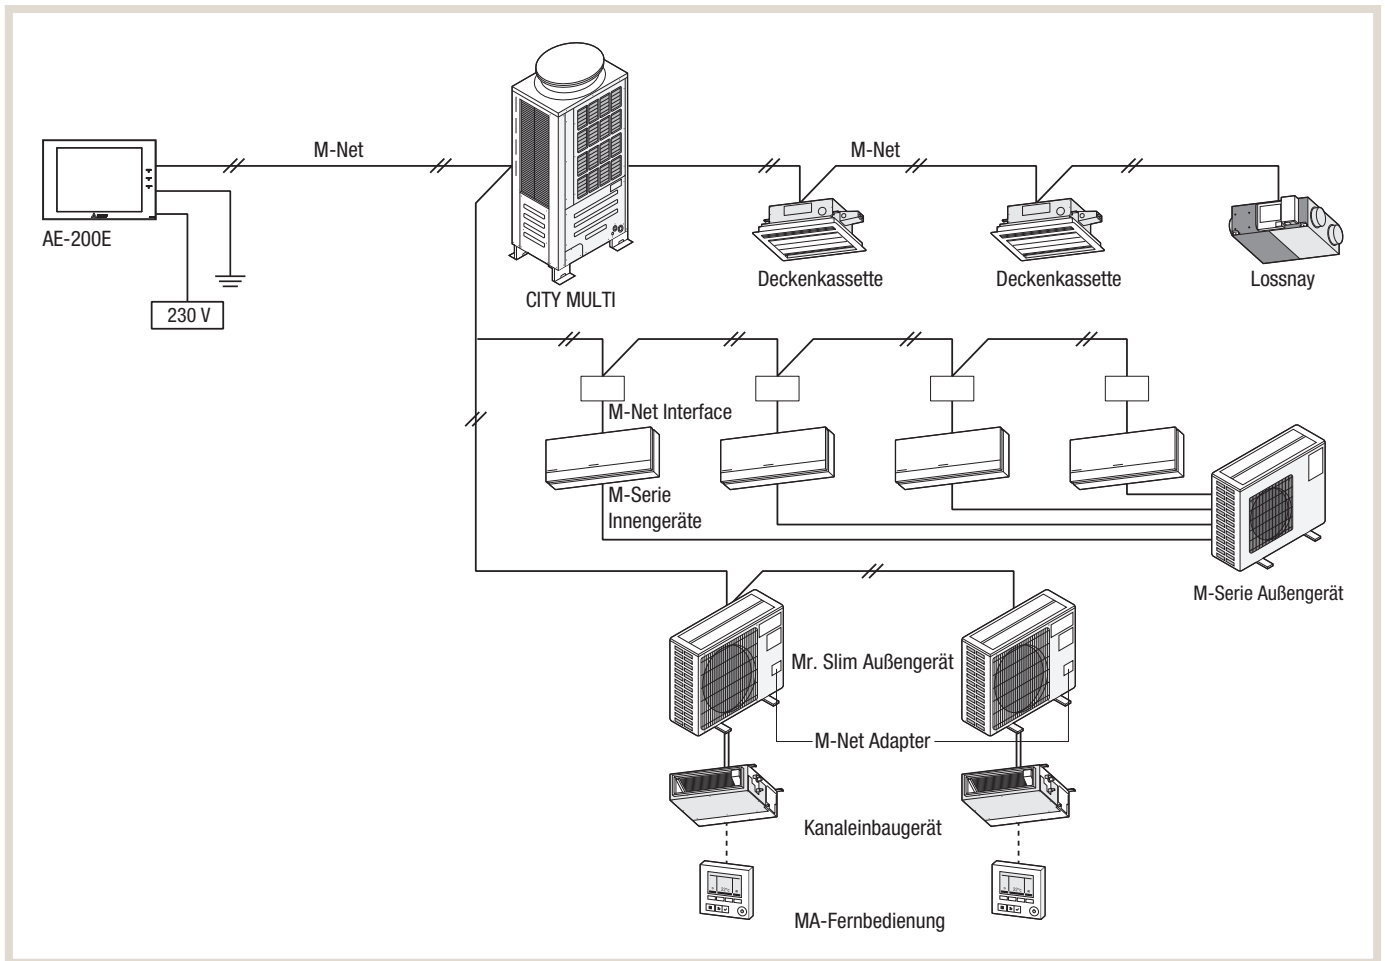 M-Net
M-Net
AE-200E
230 V
CITY MULTI
Deckenkassette
Deckenkassette
Lossnay
M-Net Interface
M-Serie
Innengeräte
M-Serie Außengerät
Mr. Slim Außengerät
M-Net Adapter
Kanaleinbaugerät
MA-Fernbedienung